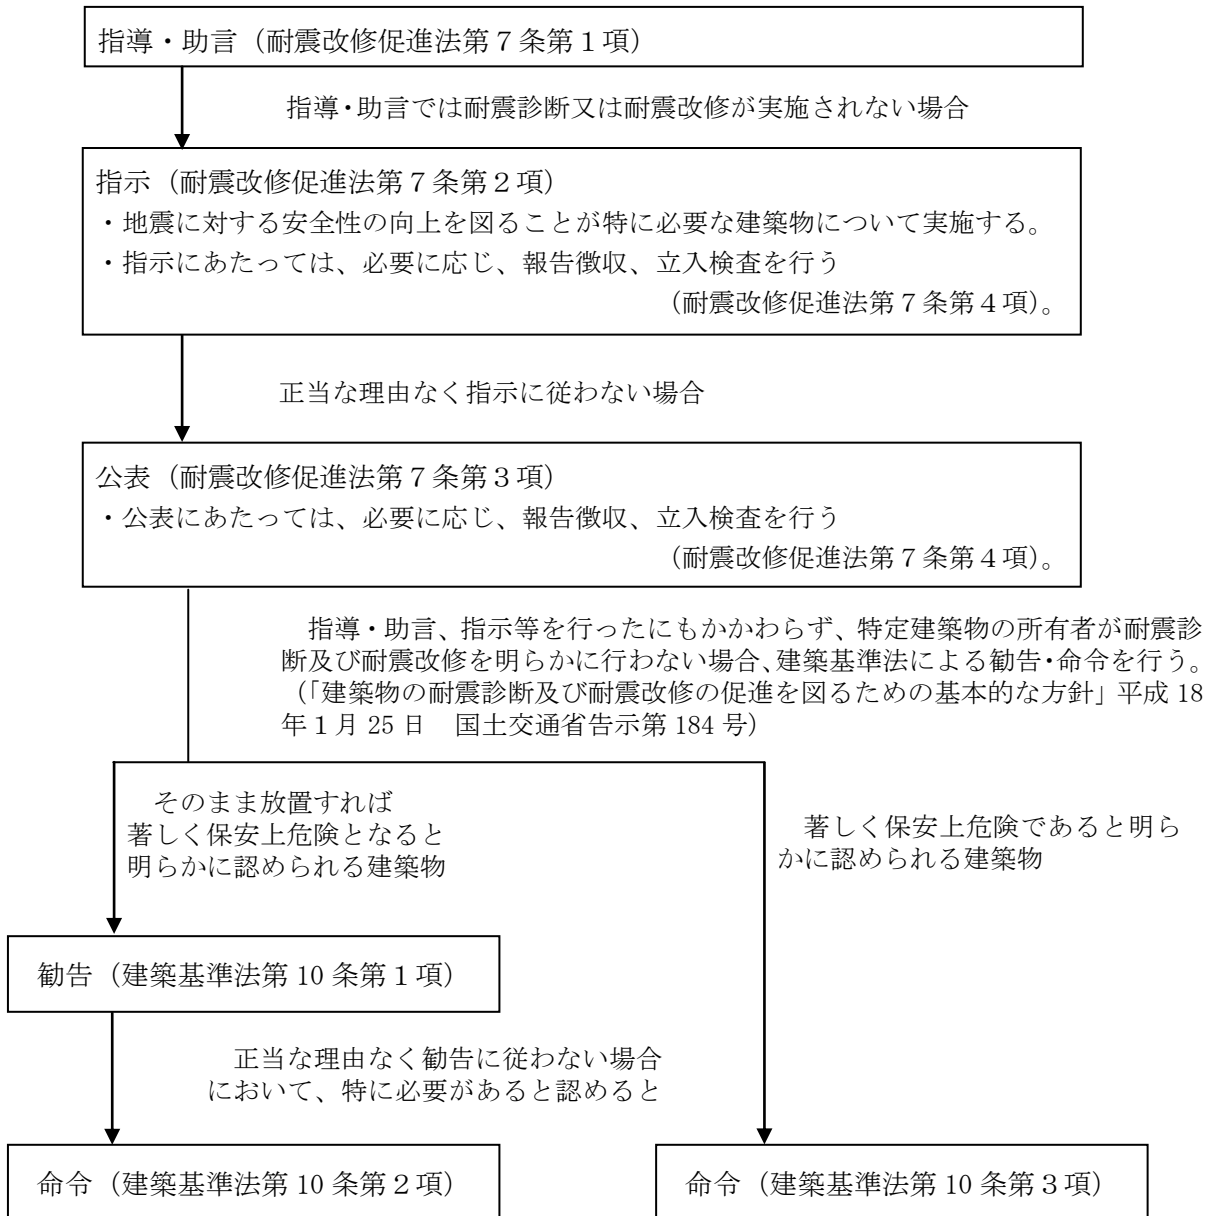 指導・助言（耐震改修促進法第７条第１項）
指導・助言では耐震診断又は耐震改修が実施されない場合
指示（耐震改修促進法第７条第２項）
・地震に対する安全性の向上を図ることが特に必要な建築物について実施する。
・指示にあたっては、必要に応じ、報告徴収、立入検査を行う
（耐震改修促進法第７条第４項）。
正当な理由なく指示に従わない場合
公表（耐震改修促進法第７条第３項）
・公表にあたっては、必要に応じ、報告徴収、立入検査を行う
（耐震改修促進法第７条第４項）。
指導・助言、指示等を行ったにもかかわらず、特定建築物の所有者が耐震診
断及び耐震改修を明らかに行わない場合、建築基準法による勧告・命令を行う。
（「建築物の耐震診断及び耐震改修の促進を図るための基本的な方針」平成 18
年１月 25 日　国土交通省告示第 184 号）
そのまま放置すれば
著しく保安上危険となると
明らかに認められる建築物
著しく保安上危険であると明ら
かに認められる建築物
勧告（建築基準法第 10 条第１項）
正当な理由なく勧告に従わない場合
において、特に必要があると認めると
命令（建築基準法第 10 条第２項）
命令（建築基準法第 10 条第３項）